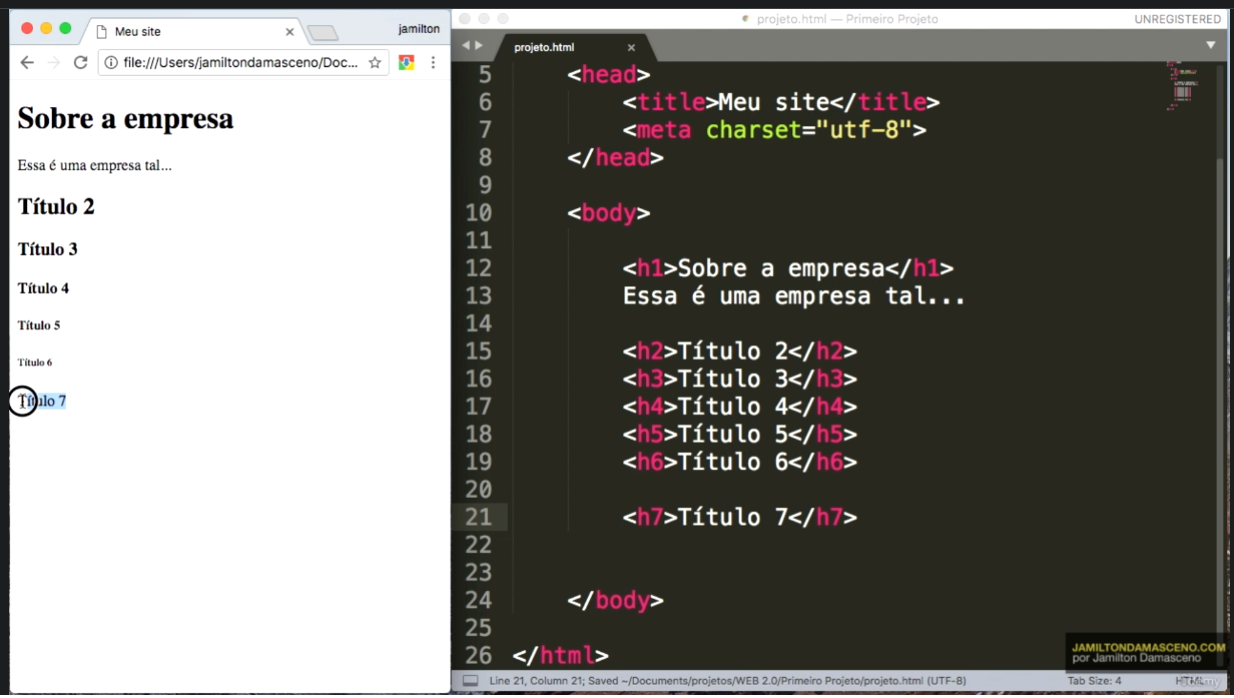 Meu site
jamilton
file:///Users/jamiltondamasceno/Doc...
Sobre a empresa
Essa é uma empresa tal...
Título 2
Título 3
Título 4
Título 5
Título 6
Título 7
projeto.html — Primeiro Projeto
UNREGISTERED
projeto.html
5 <head>
6 <title>Meu site</title>
7 <meta charset="utf-8">
8 </head>
9
10 <body>
11
12 <h1>Sobre a empresa</h1>
13 Essa é uma empresa tal...
14
15 <h2>Título 2</h2>
16 <h3>Título 3</h3>
17 <h4>Título 4</h4>
18 <h5>Título 5</h5>
19 <h6>Título 6</h6>
20
21 <h7>Título 7</h7>
22
23
24 </body>
25
26 </html>
JAMILTONDAMASCENO.COM
por Jamilton Damasceno
Line 21, Column 21; Saved ~/Documents/projetos/WEB 2.0/Primeiro Projeto/projeto.html (UTF-8)
Tab Size: 4
HTML